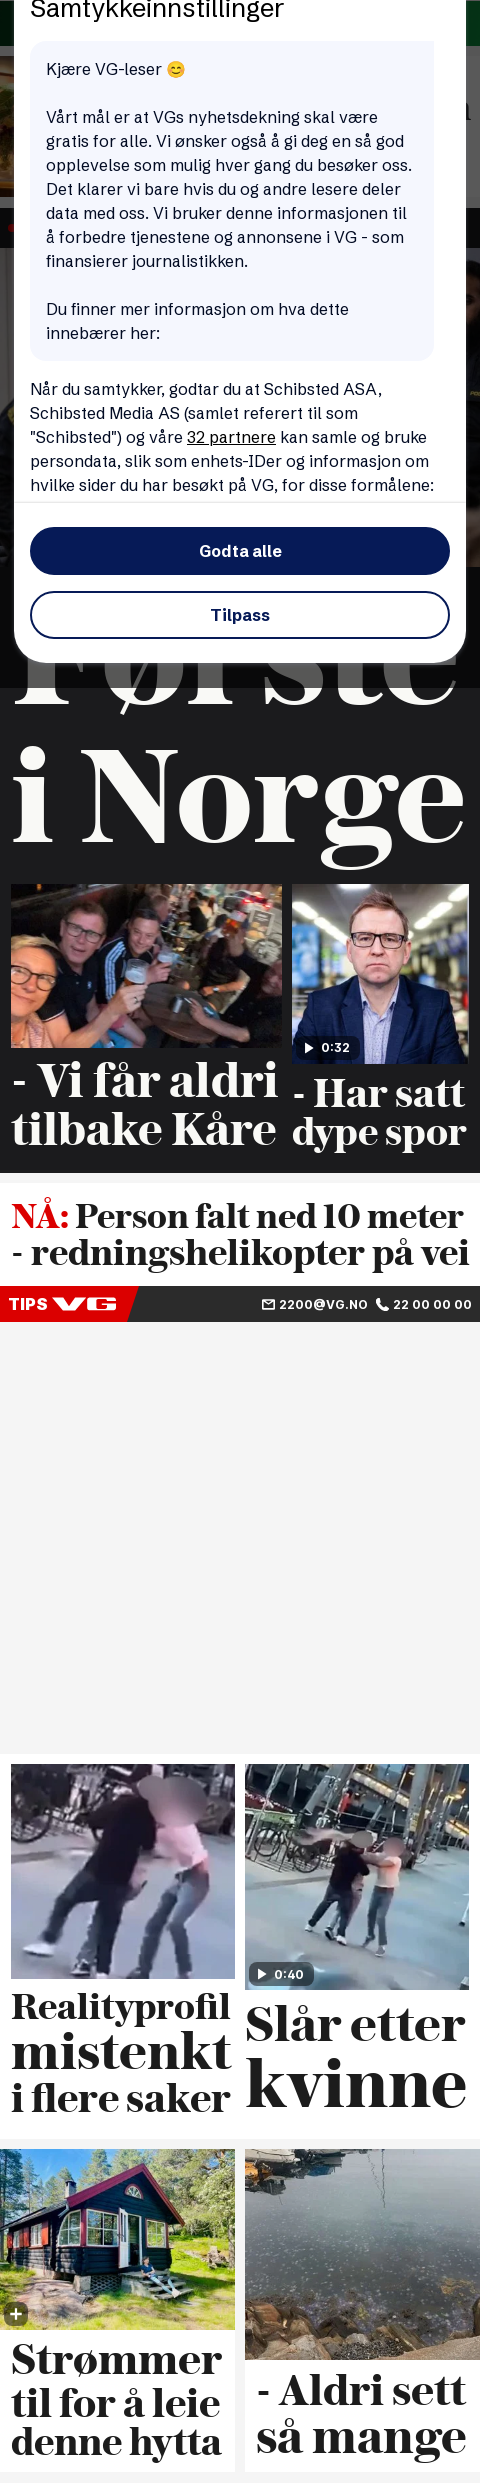 Samtykkeinnstillinger
Kjære VG-leser 😊
Vårt mål er at VGs nyhetsdekning skal være
gratis for alle. Vi ønsker også å gi deg en så god
opplevelse som mulig hver gang du besøker oss.
Det klarer vi bare hvis du og andre lesere deler
data med oss. Vi bruker denne informasjonen til
å forbedre tjenestene og annonsene i VG - som
finansierer journalistikken.
Du finner mer informasjon om hva dette
innebærer her:
Når du samtykker, godtar du at Schibsted ASA,
Schibsted Media AS (samlet referert til som
"Schibsted") og våre 32 partnere kan samle og bruke
persondata, slik som enhets-IDer og informasjon om
hvilke sider du har besøkt på VG, for disse formålene:
Godta alle
Tilpass
Første
i Norge
0:32
- Vi får aldri
tilbake Kåre
- Har satt
dype spor
NÅ: Person falt ned 10 meter
- redningshelikopter på vei
TIPS VG 2200@VG.NO 22 00 00 00
0:40
Realityprofil
mistenkt
i flere saker
Slår etter
kvinne
Strømmer
til for å leie
denne hytta
- Aldri sett
så mange